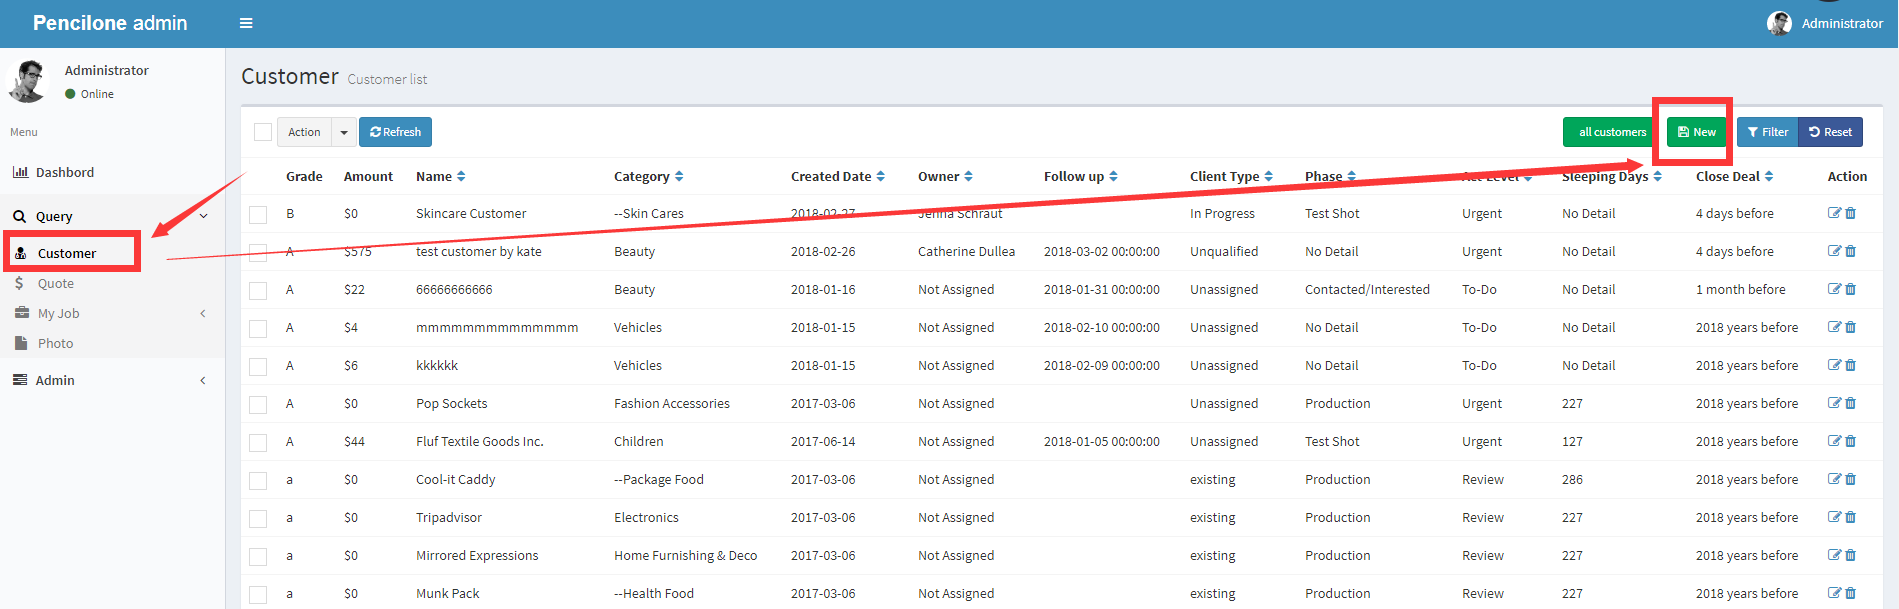 Pencilone admin
Administrator
Administrator
Online
Menu
Dashbord
Query
Customer
Quote
My Job
Photo
Admin
Customer Customer list
Action Refresh all customers New Filter Reset
Grade Amount Name Category Created Date Owner Follow up Client Type Phase Act Level Sleeping Days Close Deal Action
B $0 Skincare Customer --Skin Cares 2018-02-27 Jenna Schraut In Progress Test Shot Urgent No Detail 4 days before
A $575 test customer by kate Beauty 2018-02-26 Catherine Dullea 2018-03-02 00:00:00 Unqualified No Detail Urgent No Detail 4 days before
A $22 66666666666 Beauty 2018-01-16 Not Assigned 2018-01-31 00:00:00 Unassigned Contacted/Interested To-Do No Detail 1 month before
A $4 mmmmmmmmmmmmmm Vehicles 2018-01-15 Not Assigned 2018-02-10 00:00:00 Unassigned No Detail To-Do No Detail 2018 years before
A $6 kkkkkk Vehicles 2018-01-15 Not Assigned 2018-02-09 00:00:00 Unassigned No Detail To-Do No Detail 2018 years before
A $0 Pop Sockets Fashion Accessories 2017-03-06 Not Assigned Unassigned Production Urgent 227 2018 years before
A $44 Fluf Textile Goods Inc. Children 2017-06-14 Not Assigned 2018-01-05 00:00:00 Unassigned Test Shot Urgent 127 2018 years before
a $0 Cool-it Caddy --Package Food 2017-03-06 Not Assigned existing Production Review 286 2018 years before
a $0 Tripadvisor Electronics 2017-03-06 Not Assigned existing Production Review 227 2018 years before
a $0 Mirrored Expressions Home Furnishing & Deco 2017-03-06 Not Assigned existing Production Review 227 2018 years before
a $0 Munk Pack --Health Food 2017-03-06 Not Assigned existing Production Review 227 2018 years before